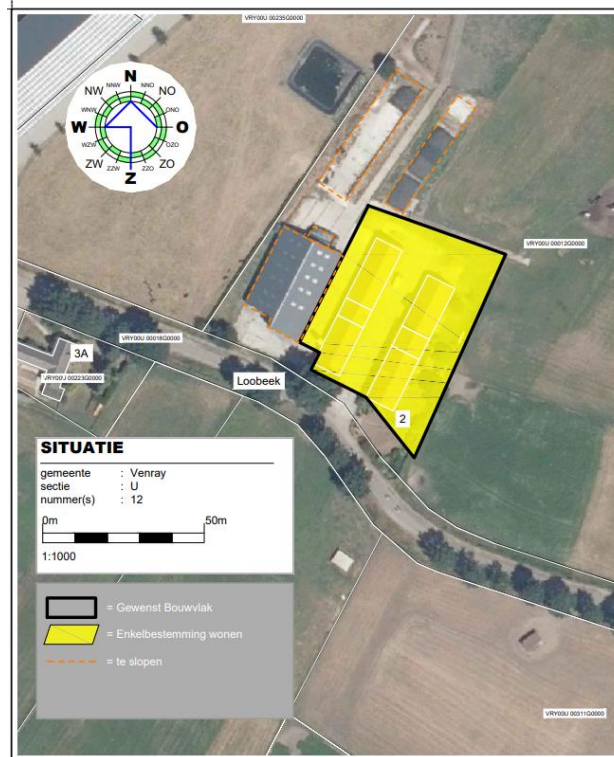 VRY00U 00235G0000
N
NNW
NNO
NW
NO
WNW
ONO
W
O
WZW
OZO
ZW
ZO
ZZW
ZZO
Z
VRY00U 00012G0000
VRY00U 00018G0000
3A
VRY00U 00223G0000
Loobeek
2
SITUATIE
gemeente : Venray
sectie : U
nummer(s) : 12
0m 50m
1:1000
= Gewenst Bouwvlak
= Enkelbestemming wonen
= te slopen
VRY00U 00311G0000